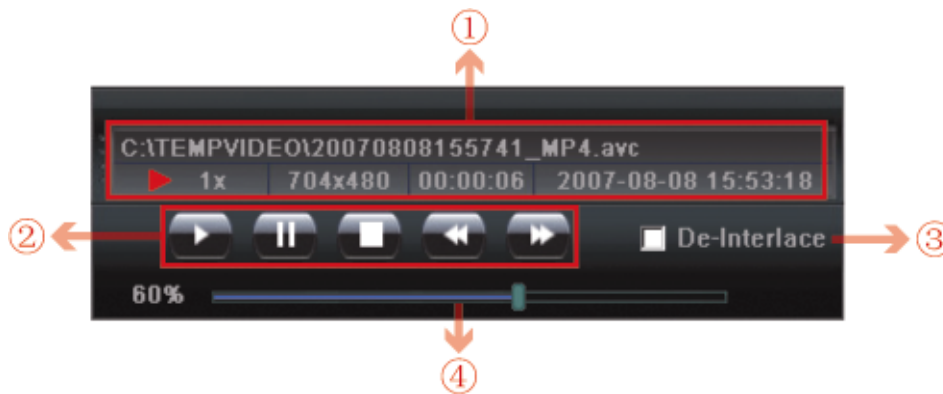 ①
C:\TEMPVIDEO\20070808155741_MP4.avc
1x 704x480 00:00:06 2007-08-08 15:53:18
② De-Interlace ③
60%
④